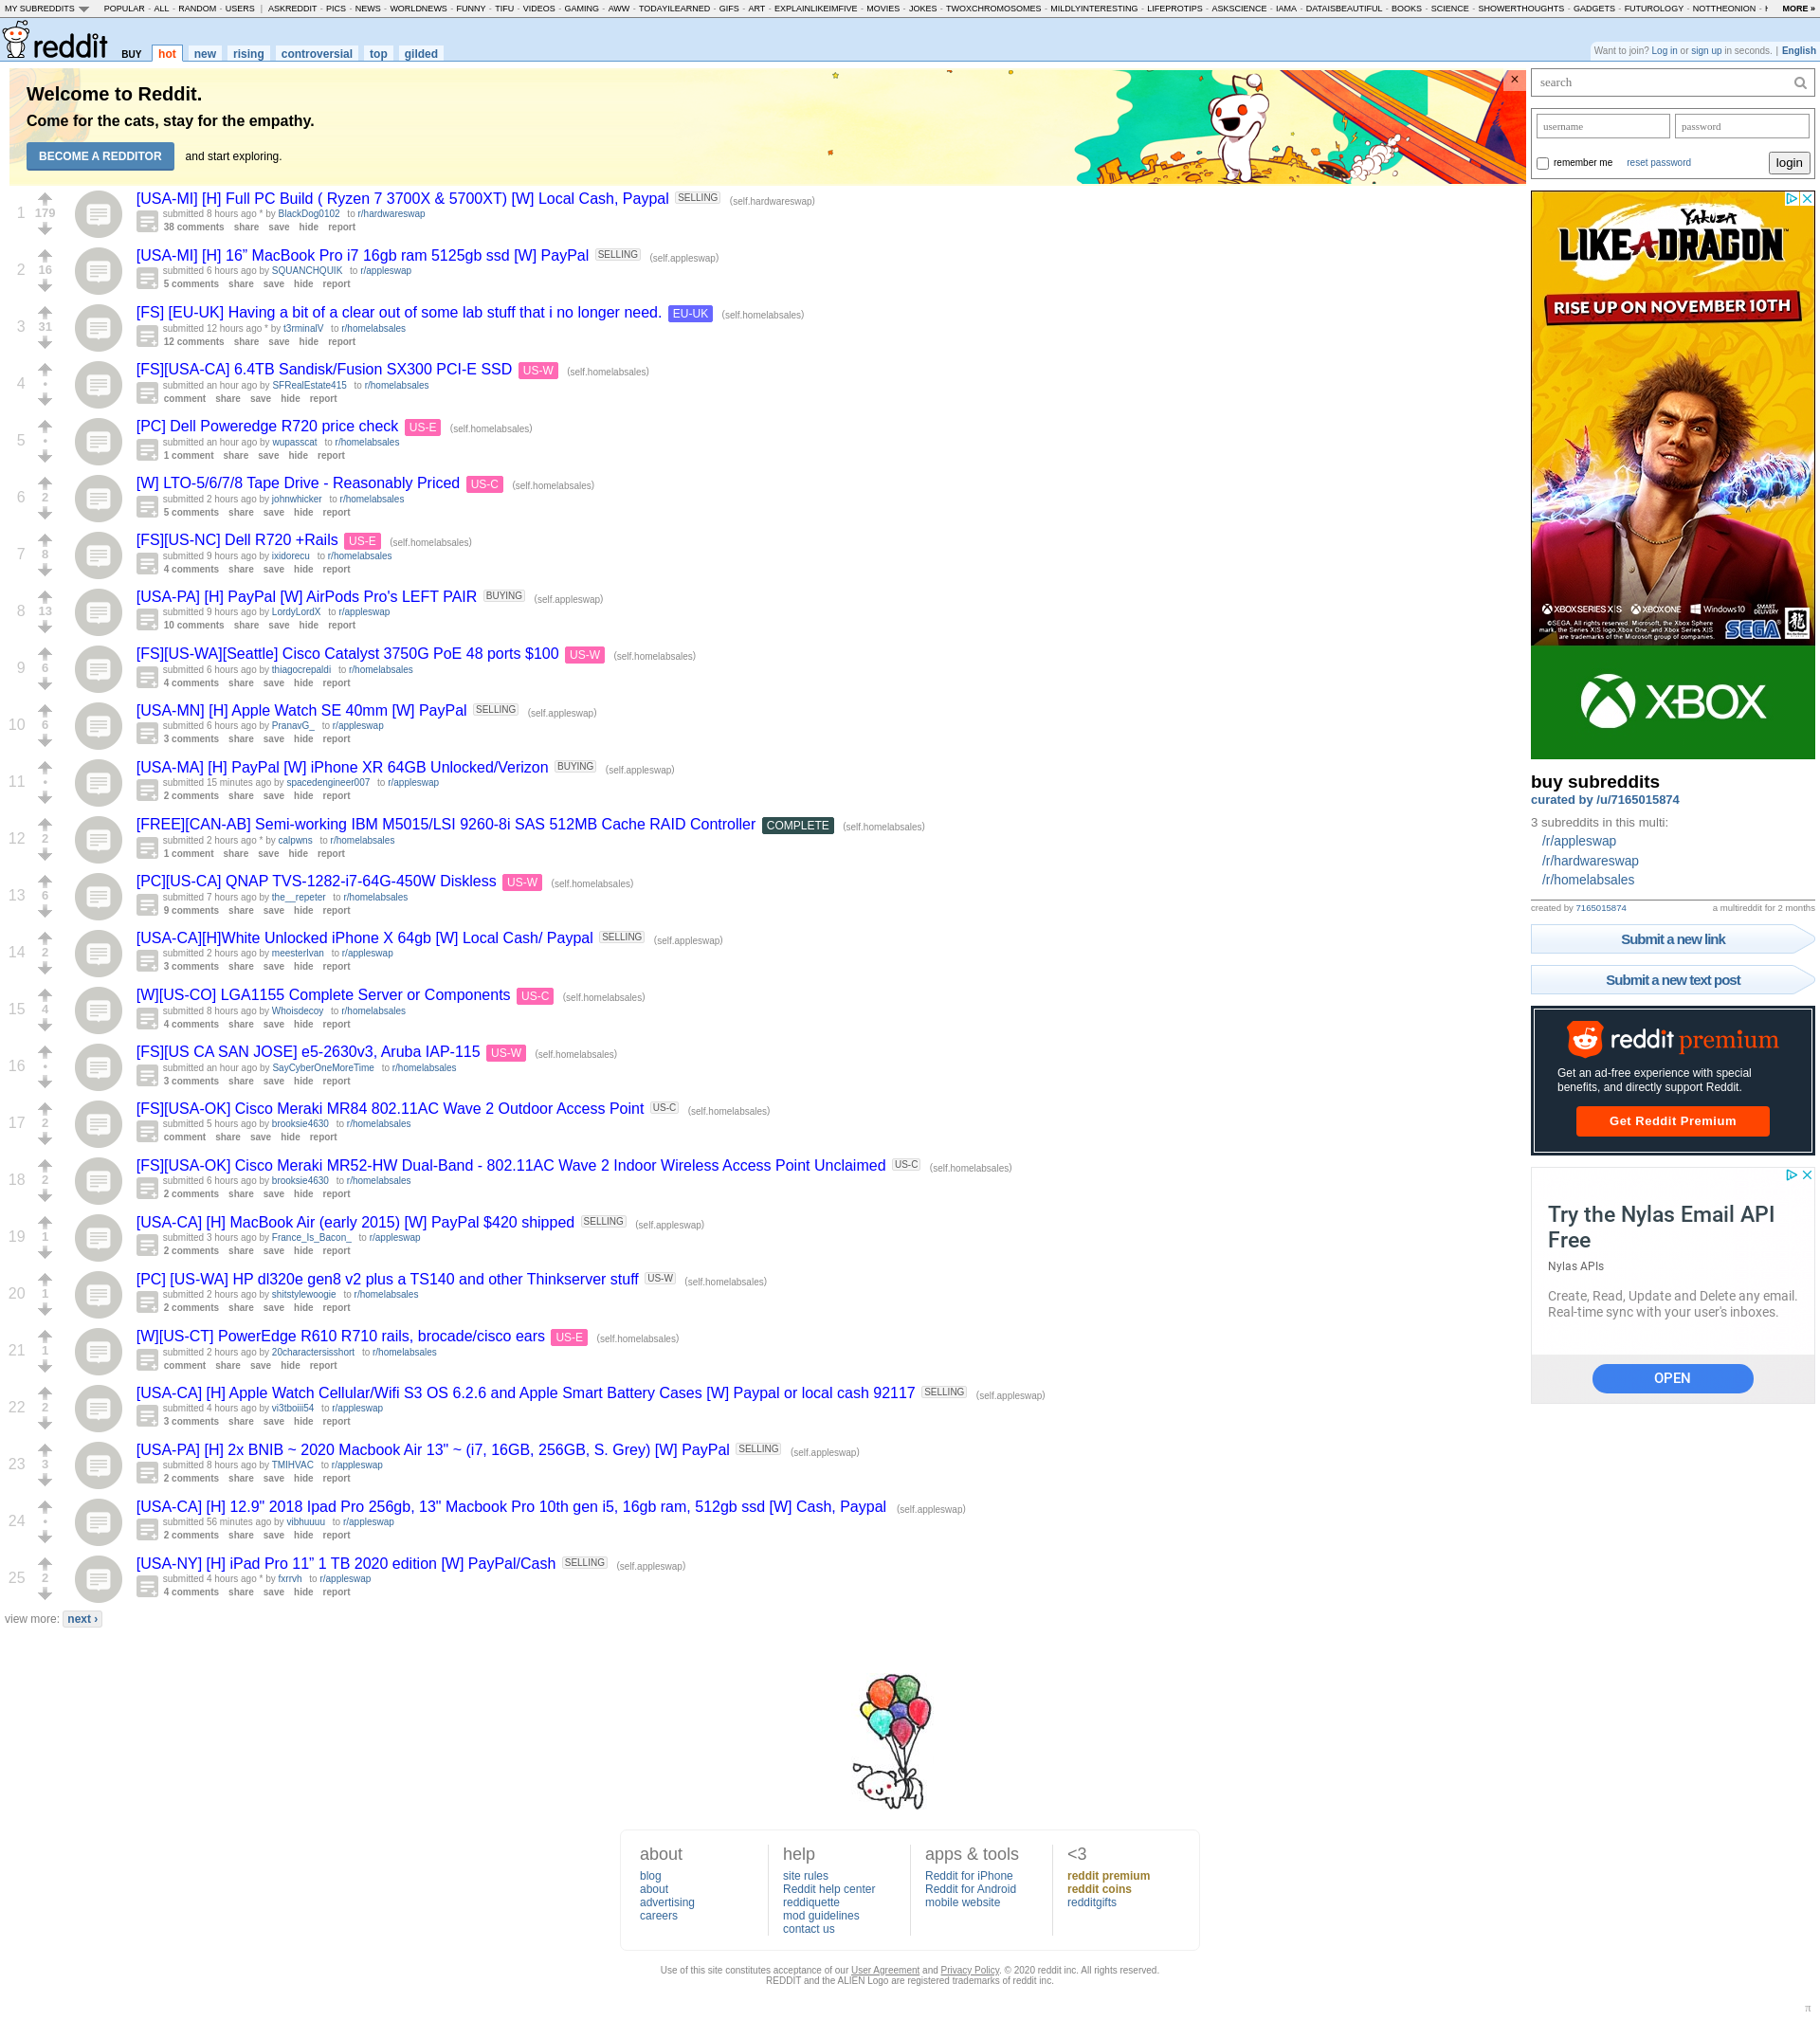 MY SUBREDDITS POPULAR - ALL - RANDOM - USERS | ASKREDDIT - PICS - NEWS - WORLDNEWS - FUNNY - TIFU - VIDEOS - GAMING - AWW - TODAYILEARNED - GIFS - ART - EXPLAINLIKEIMFIVE - MOVIES - JOKES - TWOXCHROMOSOMES - MILDLYINTERESTING - LIFEPROTIPS - ASKSCIENCE - IAMA - DATAISBEAUTIFUL - BOOKS - SCIENCE - SHOWERTHOUGHTS - GADGETS - FUTUROLOGY - NOTTHEONION - MORE »
reddit BUY hot new rising controversial top gilded
Want to join? Log in or sign up in seconds. | English
Welcome to Reddit.
Come for the cats, stay for the empathy.
BECOME A REDDITOR and start exploring.
×
1 179 [USA-MI] [H] Full PC Build ( Ryzen 7 3700X & 5700XT) [W] Local Cash, Paypal SELLING (self.hardwareswap)
submitted 8 hours ago * by BlackDog0102 to r/hardwareswap
38 comments share save hide report
2 16 [USA-MI] [H] 16” MacBook Pro i7 16gb ram 5125gb ssd [W] PayPal SELLING (self.appleswap)
submitted 6 hours ago by SQUANCHQUIK to r/appleswap
5 comments share save hide report
3 31 [FS] [EU-UK] Having a bit of a clear out of some lab stuff that i no longer need. EU-UK (self.homelabsales)
submitted 12 hours ago * by t3rminalV to r/homelabsales
12 comments share save hide report
4 • [FS][USA-CA] 6.4TB Sandisk/Fusion SX300 PCI-E SSD US-W (self.homelabsales)
submitted an hour ago by SFRealEstate415 to r/homelabsales
comment share save hide report
5 • [PC] Dell Poweredge R720 price check US-E (self.homelabsales)
submitted an hour ago by wupasscat to r/homelabsales
1 comment share save hide report
6 2 [W] LTO-5/6/7/8 Tape Drive - Reasonably Priced US-C (self.homelabsales)
submitted 2 hours ago by johnwhicker to r/homelabsales
5 comments share save hide report
7 8 [FS][US-NC] Dell R720 +Rails US-E (self.homelabsales)
submitted 9 hours ago by ixidorecu to r/homelabsales
4 comments share save hide report
8 13 [USA-PA] [H] PayPal [W] AirPods Pro's LEFT PAIR BUYING (self.appleswap)
submitted 9 hours ago by LordyLordX to r/appleswap
10 comments share save hide report
9 6 [FS][US-WA][Seattle] Cisco Catalyst 3750G PoE 48 ports $100 US-W (self.homelabsales)
submitted 6 hours ago by thiagocrepaldi to r/homelabsales
4 comments share save hide report
10 6 [USA-MN] [H] Apple Watch SE 40mm [W] PayPal SELLING (self.appleswap)
submitted 6 hours ago by PranavG_ to r/appleswap
3 comments share save hide report
11 • [USA-MA] [H] PayPal [W] iPhone XR 64GB Unlocked/Verizon BUYING (self.appleswap)
submitted 15 minutes ago by spacedengineer007 to r/appleswap
2 comments share save hide report
12 2 [FREE][CAN-AB] Semi-working IBM M5015/LSI 9260-8i SAS 512MB Cache RAID Controller COMPLETE (self.homelabsales)
submitted 2 hours ago * by calpwns to r/homelabsales
1 comment share save hide report
13 6 [PC][US-CA] QNAP TVS-1282-i7-64G-450W Diskless US-W (self.homelabsales)
submitted 7 hours ago by the__repeter to r/homelabsales
9 comments share save hide report
14 2 [USA-CA][H]White Unlocked iPhone X 64gb [W] Local Cash/ Paypal SELLING (self.appleswap)
submitted 2 hours ago by meesterIvan to r/appleswap
3 comments share save hide report
15 4 [W][US-CO] LGA1155 Complete Server or Components US-C (self.homelabsales)
submitted 8 hours ago by Whoisdecoy to r/homelabsales
4 comments share save hide report
16 • [FS][US CA SAN JOSE] e5-2630v3, Aruba IAP-115 US-W (self.homelabsales)
submitted an hour ago by SayCyberOneMoreTime to r/homelabsales
3 comments share save hide report
17 2 [FS][USA-OK] Cisco Meraki MR84 802.11AC Wave 2 Outdoor Access Point US-C (self.homelabsales)
submitted 5 hours ago by brooksie4630 to r/homelabsales
comment share save hide report
18 2 [FS][USA-OK] Cisco Meraki MR52-HW Dual-Band - 802.11AC Wave 2 Indoor Wireless Access Point Unclaimed US-C (self.homelabsales)
submitted 6 hours ago by brooksie4630 to r/homelabsales
2 comments share save hide report
19 1 [USA-CA] [H] MacBook Air (early 2015) [W] PayPal $420 shipped SELLING (self.appleswap)
submitted 3 hours ago by France_Is_Bacon_ to r/appleswap
2 comments share save hide report
20 1 [PC] [US-WA] HP dl320e gen8 v2 plus a TS140 and other Thinkserver stuff US-W (self.homelabsales)
submitted 2 hours ago by shitstylewoogie to r/homelabsales
2 comments share save hide report
21 1 [W][US-CT] PowerEdge R610 R710 rails, brocade/cisco ears US-E (self.homelabsales)
submitted 2 hours ago by 20charactersisshort to r/homelabsales
comment share save hide report
22 2 [USA-CA] [H] Apple Watch Cellular/Wifi S3 OS 6.2.6 and Apple Smart Battery Cases [W] Paypal or local cash 92117 SELLING (self.appleswap)
submitted 4 hours ago by vi3tboiii54 to r/appleswap
3 comments share save hide report
23 3 [USA-PA] [H] 2x BNIB ~ 2020 Macbook Air 13" ~ (i7, 16GB, 256GB, S. Grey) [W] PayPal SELLING (self.appleswap)
submitted 8 hours ago by TMIHVAC to r/appleswap
2 comments share save hide report
24 • [USA-CA] [H] 12.9" 2018 Ipad Pro 256gb, 13" Macbook Pro 10th gen i5, 16gb ram, 512gb ssd [W] Cash, Paypal (self.appleswap)
submitted 56 minutes ago by vibhuuuu to r/appleswap
2 comments share save hide report
25 2 [USA-NY] [H] iPad Pro 11” 1 TB 2020 edition [W] PayPal/Cash SELLING (self.appleswap)
submitted 4 hours ago * by fxrrvh to r/appleswap
4 comments share save hide report
view more: next ›
search
username password
remember me reset password login
YAKUZA
LIKE A DRAGON
RISE UP ON NOVEMBER 10TH
XBOX SERIES X|S XBOX ONE Windows 10 SMART DELIVERY
©SEGA. All rights reserved. Microsoft, the Xbox Sphere
mark, the Series X|S logo, Xbox One, and Xbox Series X|S
are trademarks of the Microsoft group of companies.
SEGA 龍
XBOX
buy subreddits
curated by /u/7165015874
3 subreddits in this multi:
/r/appleswap
/r/hardwareswap
/r/homelabsales
created by 7165015874 a multireddit for 2 months
Submit a new link
Submit a new text post
reddit premium
Get an ad-free experience with special
benefits, and directly support Reddit.
Get Reddit Premium
Try the Nylas Email API
Free
Nylas APIs
Create, Read, Update and Delete any email.
Real-time sync with your user's inboxes.
OPEN
about
blog
about
advertising
careers
help
site rules
Reddit help center
reddiquette
mod guidelines
contact us
apps & tools
Reddit for iPhone
Reddit for Android
mobile website
<3
reddit premium
reddit coins
redditgifts
Use of this site constitutes acceptance of our User Agreement and Privacy Policy. © 2020 reddit inc. All rights reserved.
REDDIT and the ALIEN Logo are registered trademarks of reddit inc.
π